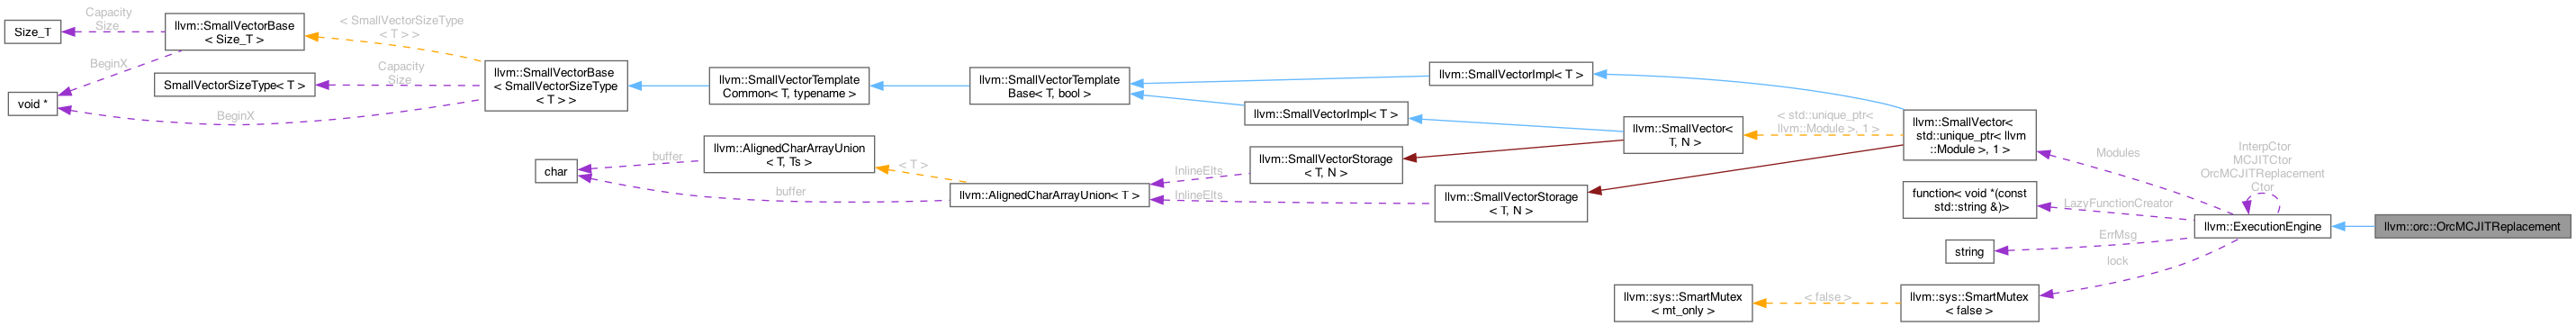 Size_T
Capacity
Size
llvm::SmallVectorBase
< Size_T >
< SmallVectorSizeType
< T > >
BeginX
void *
SmallVectorSizeType< T >
Capacity
Size
BeginX
llvm::SmallVectorBase
< SmallVectorSizeType
< T > >
llvm::SmallVectorTemplate
Common< T, typename >
llvm::SmallVectorTemplate
Base< T, bool >
llvm::SmallVectorImpl< T >
llvm::SmallVectorImpl< T >
char
buffer
buffer
llvm::AlignedCharArrayUnion
< T, Ts >
< T >
llvm::AlignedCharArrayUnion< T >
InlineElts
InlineElts
llvm::SmallVectorStorage
< T, N >
llvm::SmallVectorStorage
< T, N >
llvm::SmallVector<
T, N >
< std::unique_ptr<
llvm::Module >, 1 >
llvm::SmallVector<
std::unique_ptr< llvm
::Module >, 1 >
Modules
function< void *(const
std::string &)>
LazyFunctionCreator
string
ErrMsg
lock
llvm::sys::SmartMutex
< mt_only >
< false >
llvm::sys::SmartMutex
< false >
InterpCtor
MCJITCtor
OrcMCJITReplacement
Ctor
llvm::ExecutionEngine
llvm::orc::OrcMCJITReplacement